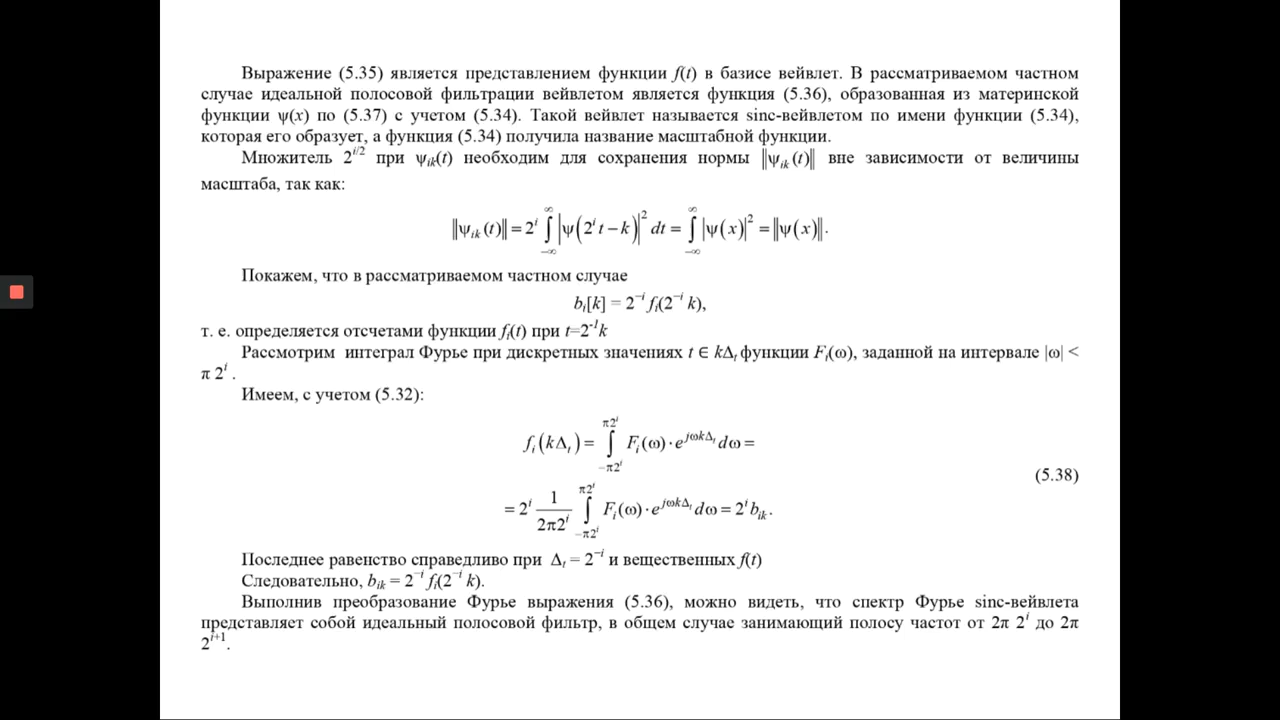 Выражение (5.35) является представлением функции f(t) в базисе вейвлет. В рассматриваемом частном
случае идеальной полосовой фильтрации вейвлетом является функция (5.36), образованная из материнской
функции ψ(x) по (5.37) с учетом (5.34). Такой вейвлет называется sinc-вейвлетом по имени функции (5.34),
которая его образует, а функция (5.34) получила название масштабной функции.
Множитель 2^{i/2} при ψ_{ik}(t) необходим для сохранения нормы ‖ψ_{ik}(t)‖ вне зависимости от величины
масштаба, так как:
‖ψ_{ik}(t)‖ = 2^i ∫_{−∞}^{∞} |ψ(2^i t − k)|^2 dt = ∫_{−∞}^{∞} |ψ(x)|^2 = ‖ψ(x)‖.
Покажем, что в рассматриваемом частном случае
b_i[k] = 2^{−i} f_i(2^{−i} k),
т. е. определяется отсчетами функции f_i(t) при t=2^{-1}k
Рассмотрим интеграл Фурье при дискретных значениях t ∈ kΔ_t функции F_i(ω), заданной на интервале |ω| <
π 2^i .
Имеем, с учетом (5.32):
f_i(kΔ_t) = ∫_{−π2^i}^{π2^i} F_i(ω)·e^{jωkΔ_t} dω =
(5.38)
= 2^i \frac{1}{2π2^i} ∫_{−π2^i}^{π2^i} F_i(ω)·e^{jωkΔ_t} dω = 2^i b_{ik}.
Последнее равенство справедливо при Δ_t = 2^{−i} и вещественных f(t)
Следовательно, b_{ik} = 2^{−i} f_i(2^{−i} k).
Выполнив преобразование Фурье выражения (5.36), можно видеть, что спектр Фурье sinc-вейвлета
представляет собой идеальный полосовой фильтр, в общем случае занимающий полосу частот от 2π 2^i до 2π
2^{i+1}.